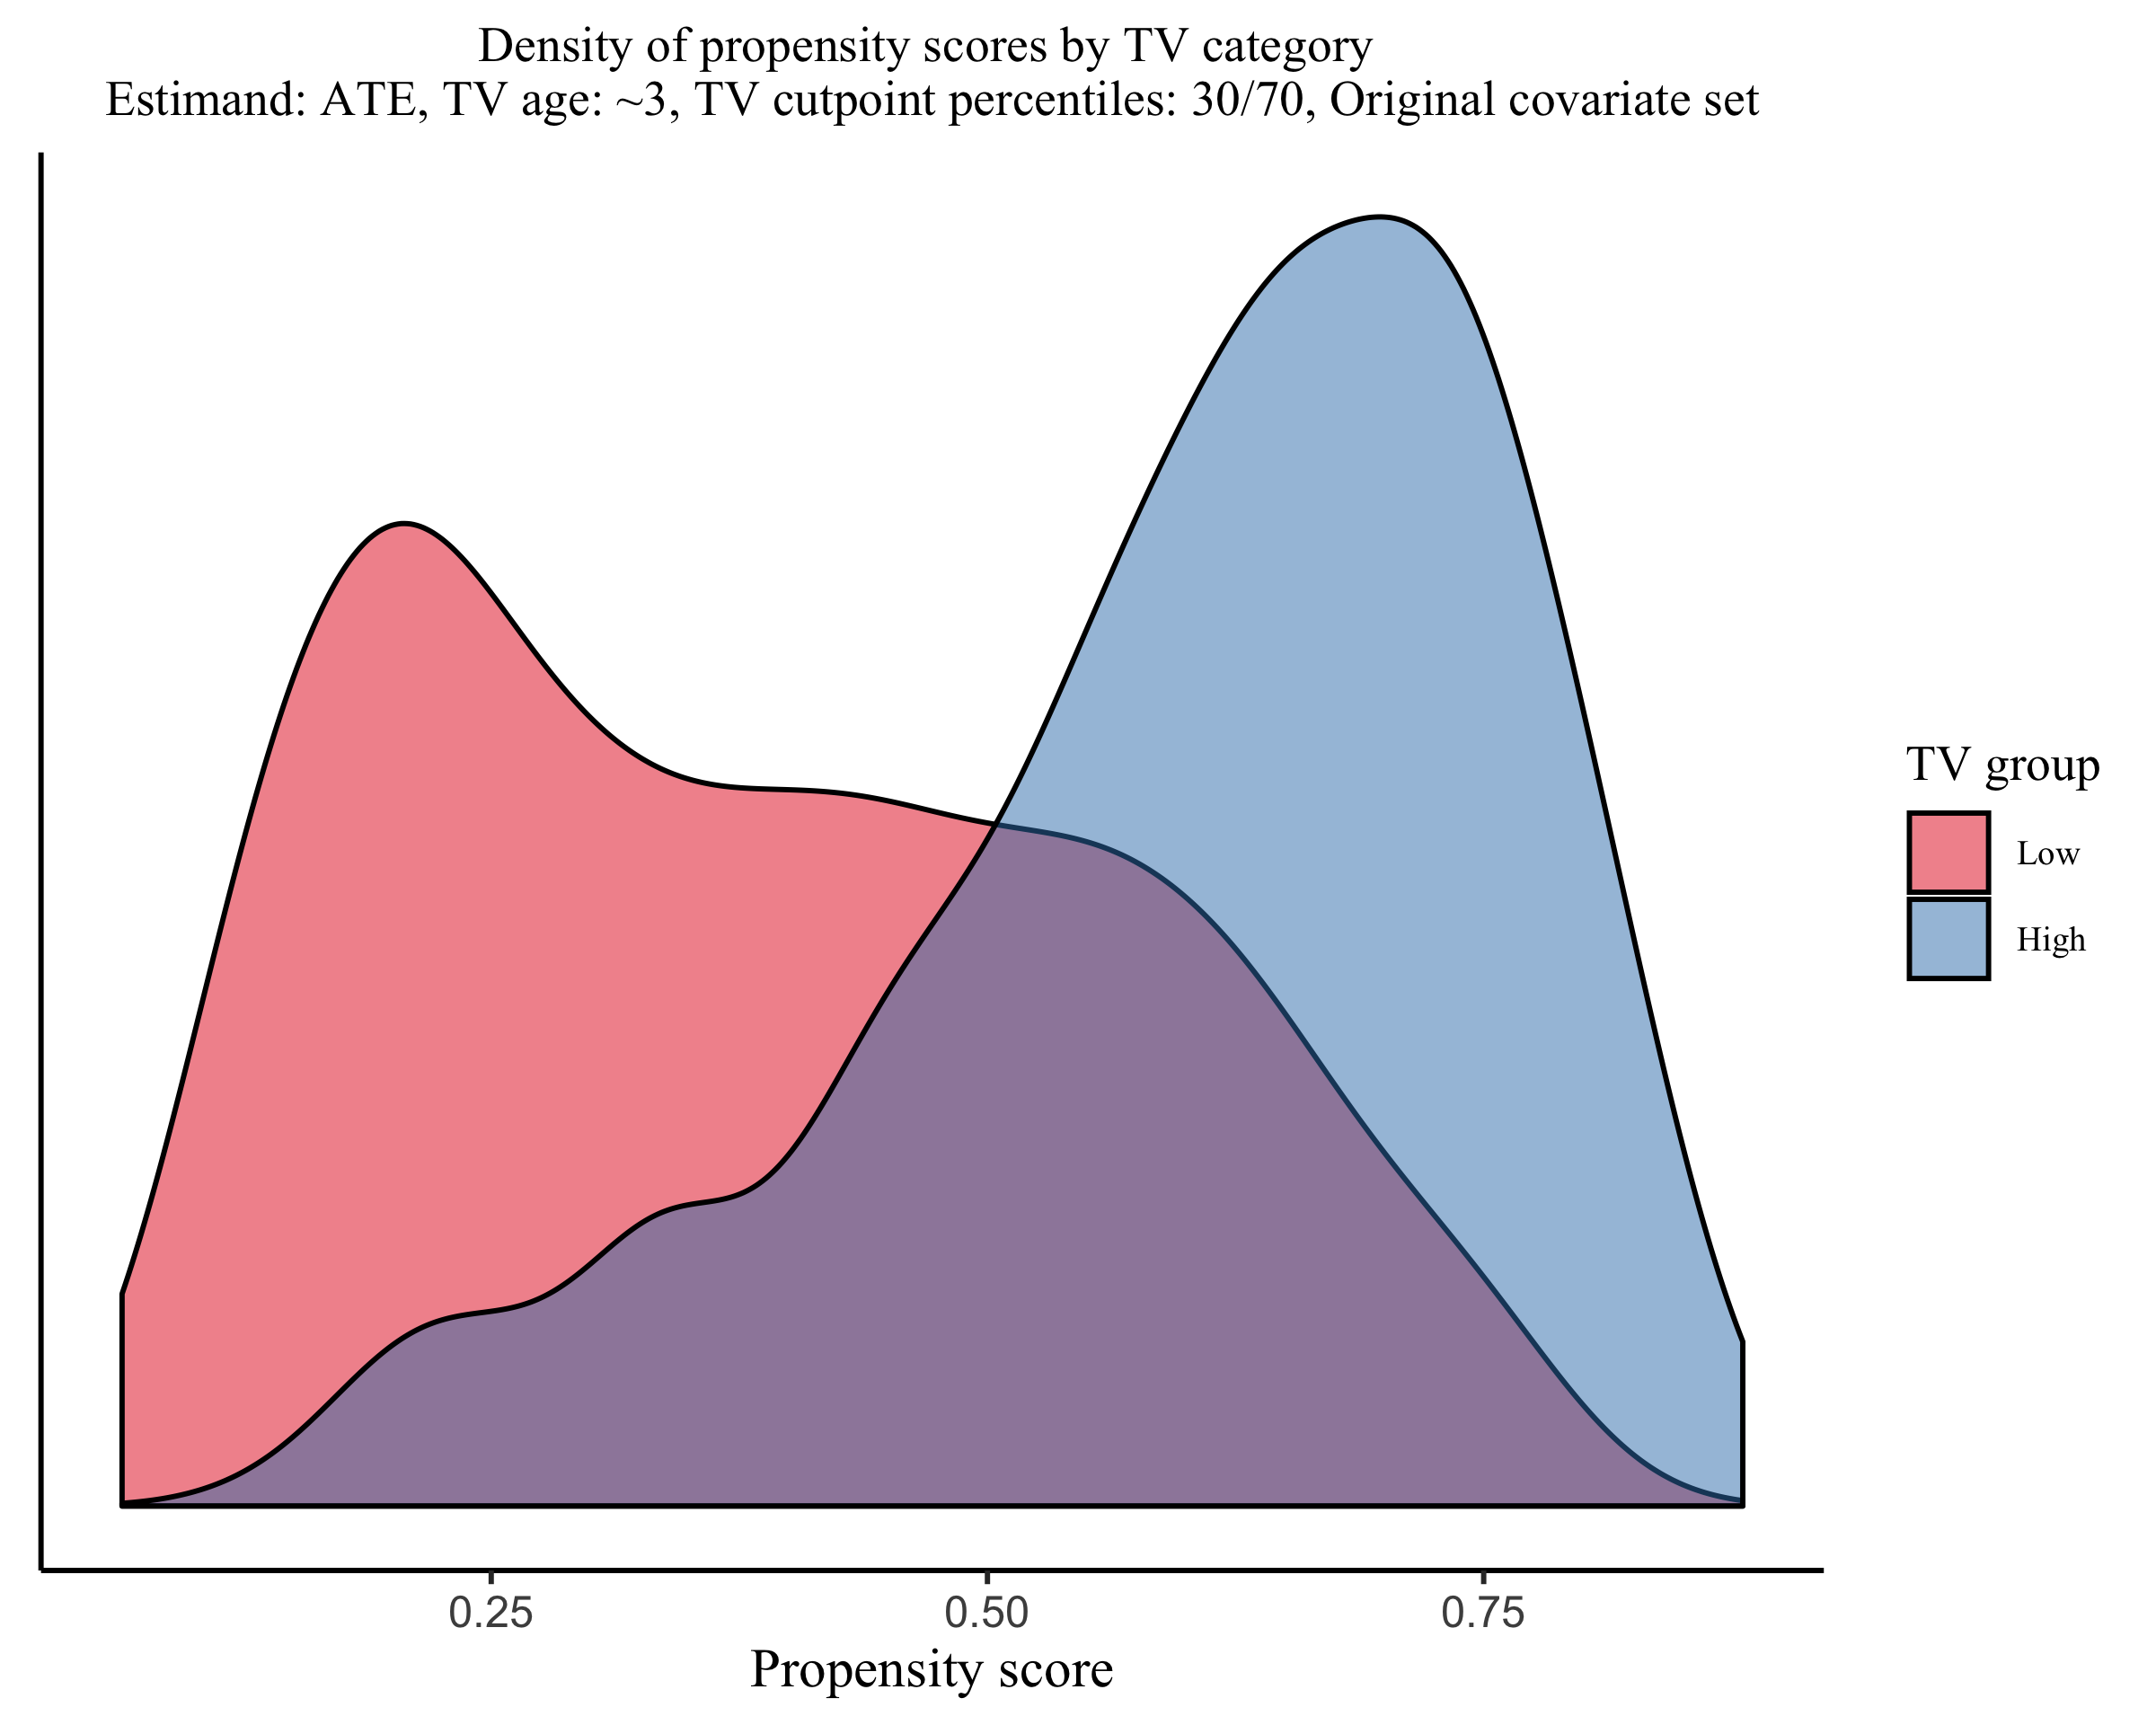 Density of propensity scores by TV category
Estimand: ATE, TV age: ~3, TV cutpoint percentiles: 30/70, Original covariate set
TV group
Low
High
0.25
0.50
0.75
Propensity score